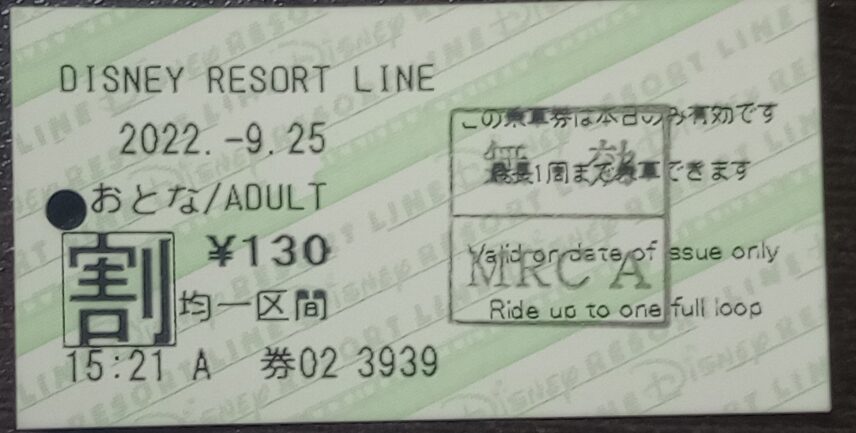 DISNEY RESORT LINE
2022.-9.25
おとな/ADULT
割
¥130
均一区間
15:21 A 券02 3939
この乗車券は本日のみ有効です
最長1周まで乗車できます
無効
Valid on date of issue only
MRC A
Ride up to one full loop